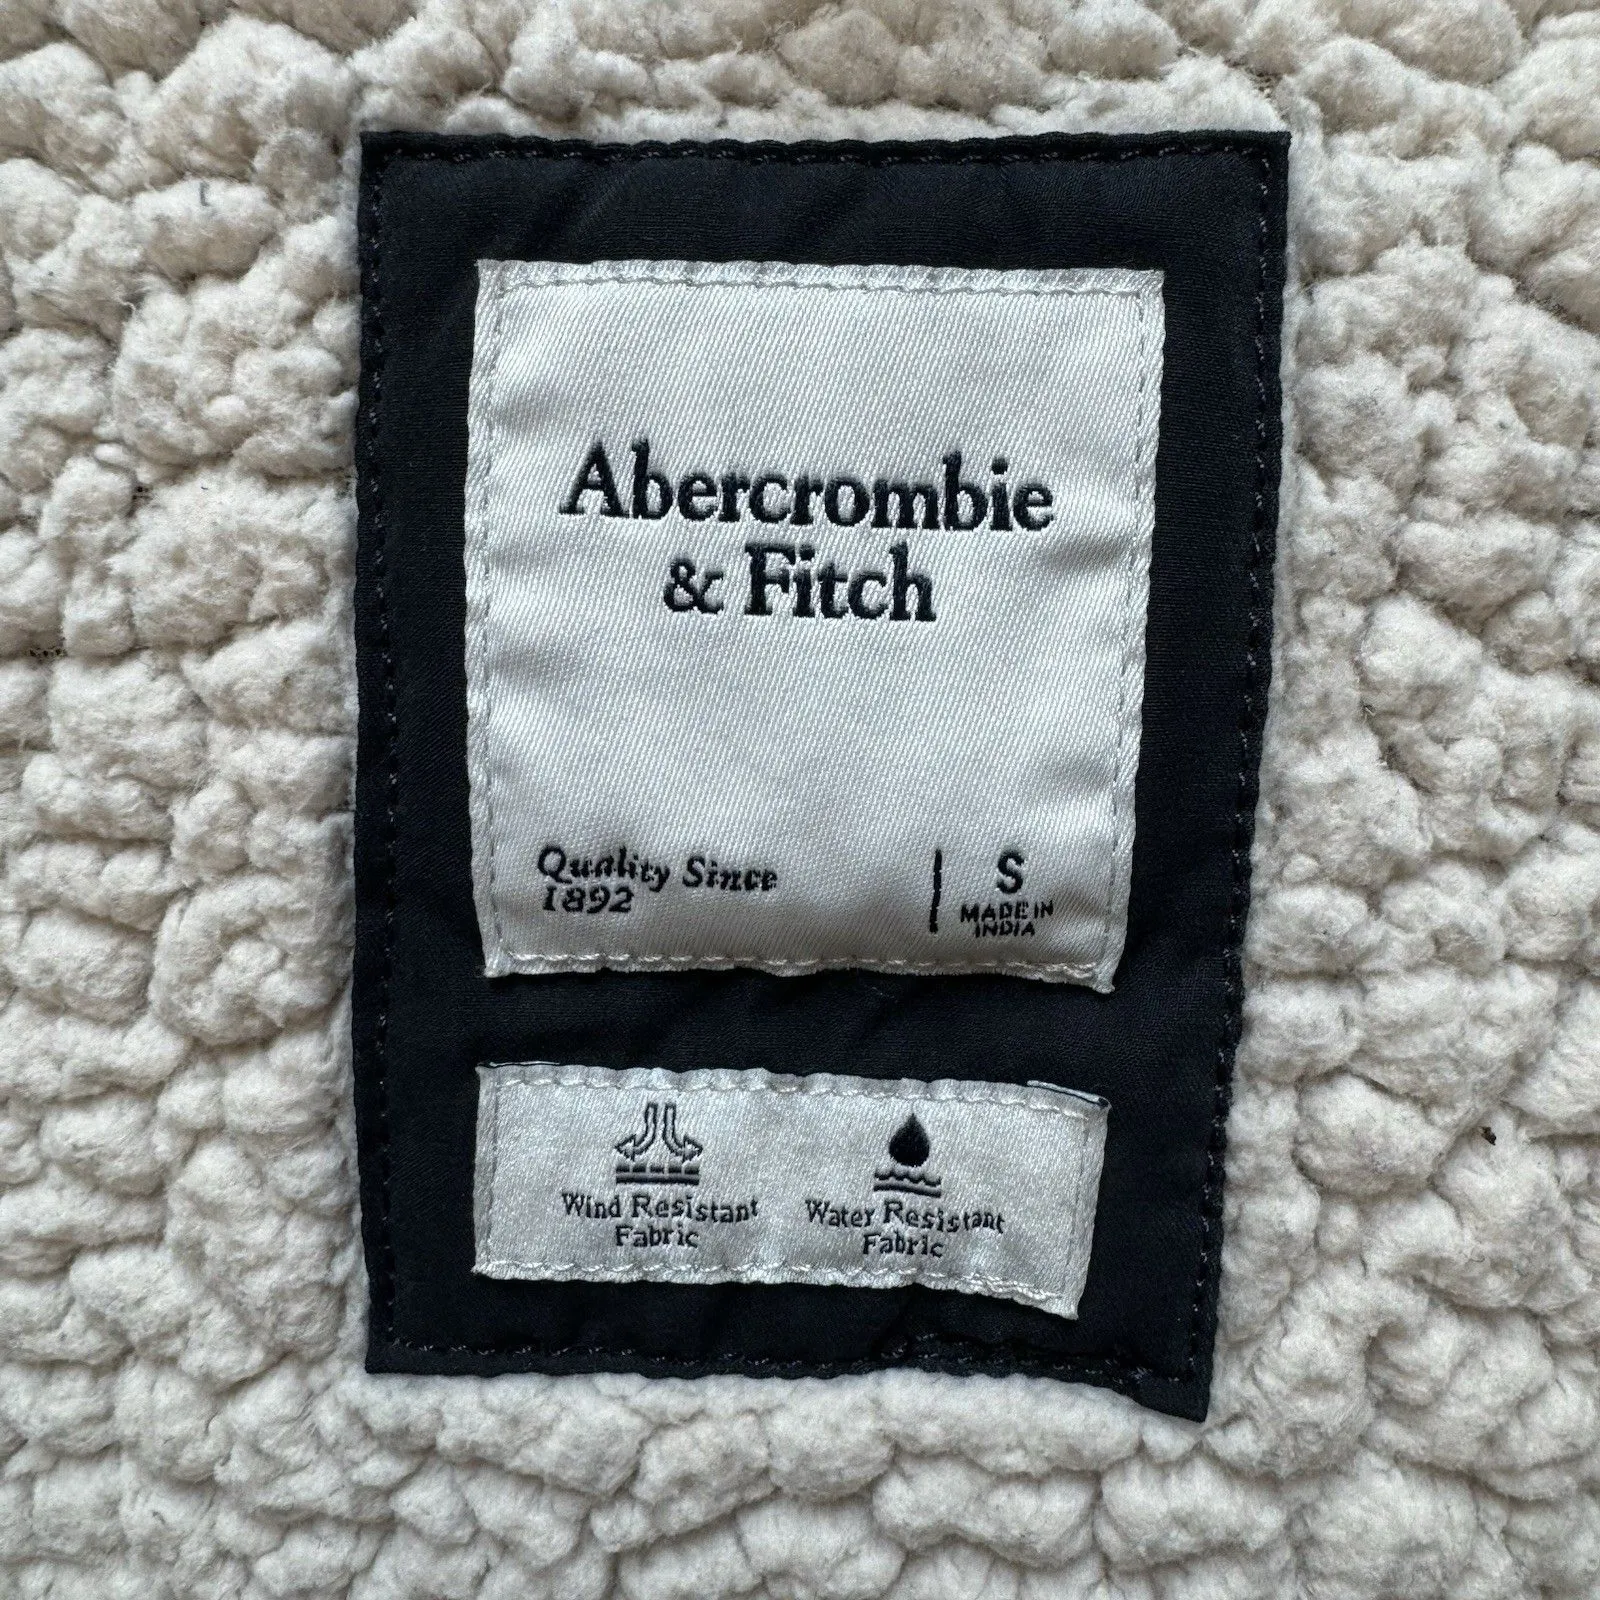 Abercrombie
& Fitch
Quality Since
1892
S
MADE IN
INDIA
Wind Resistant
Fabric
Water Resistant
Fabric